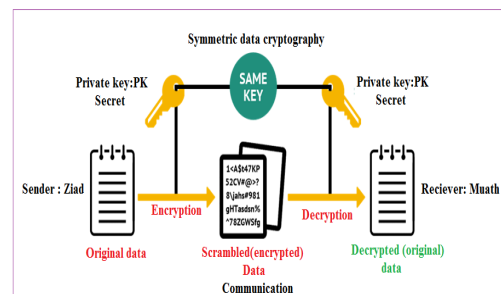 Symmetric data cryptography
Private key:PK
Secret
SAME
KEY
Private key:PK
Secret
Sender : Ziad
Encryption
1<A$t47KP
52CV#@>?
8\jahs#981
gHTasdsn%
^78ZGWSfg
Decryption
Reciever: Muath
Original data
Scrambled(encrypted)
Data
Decrypted (original)
data
Communication